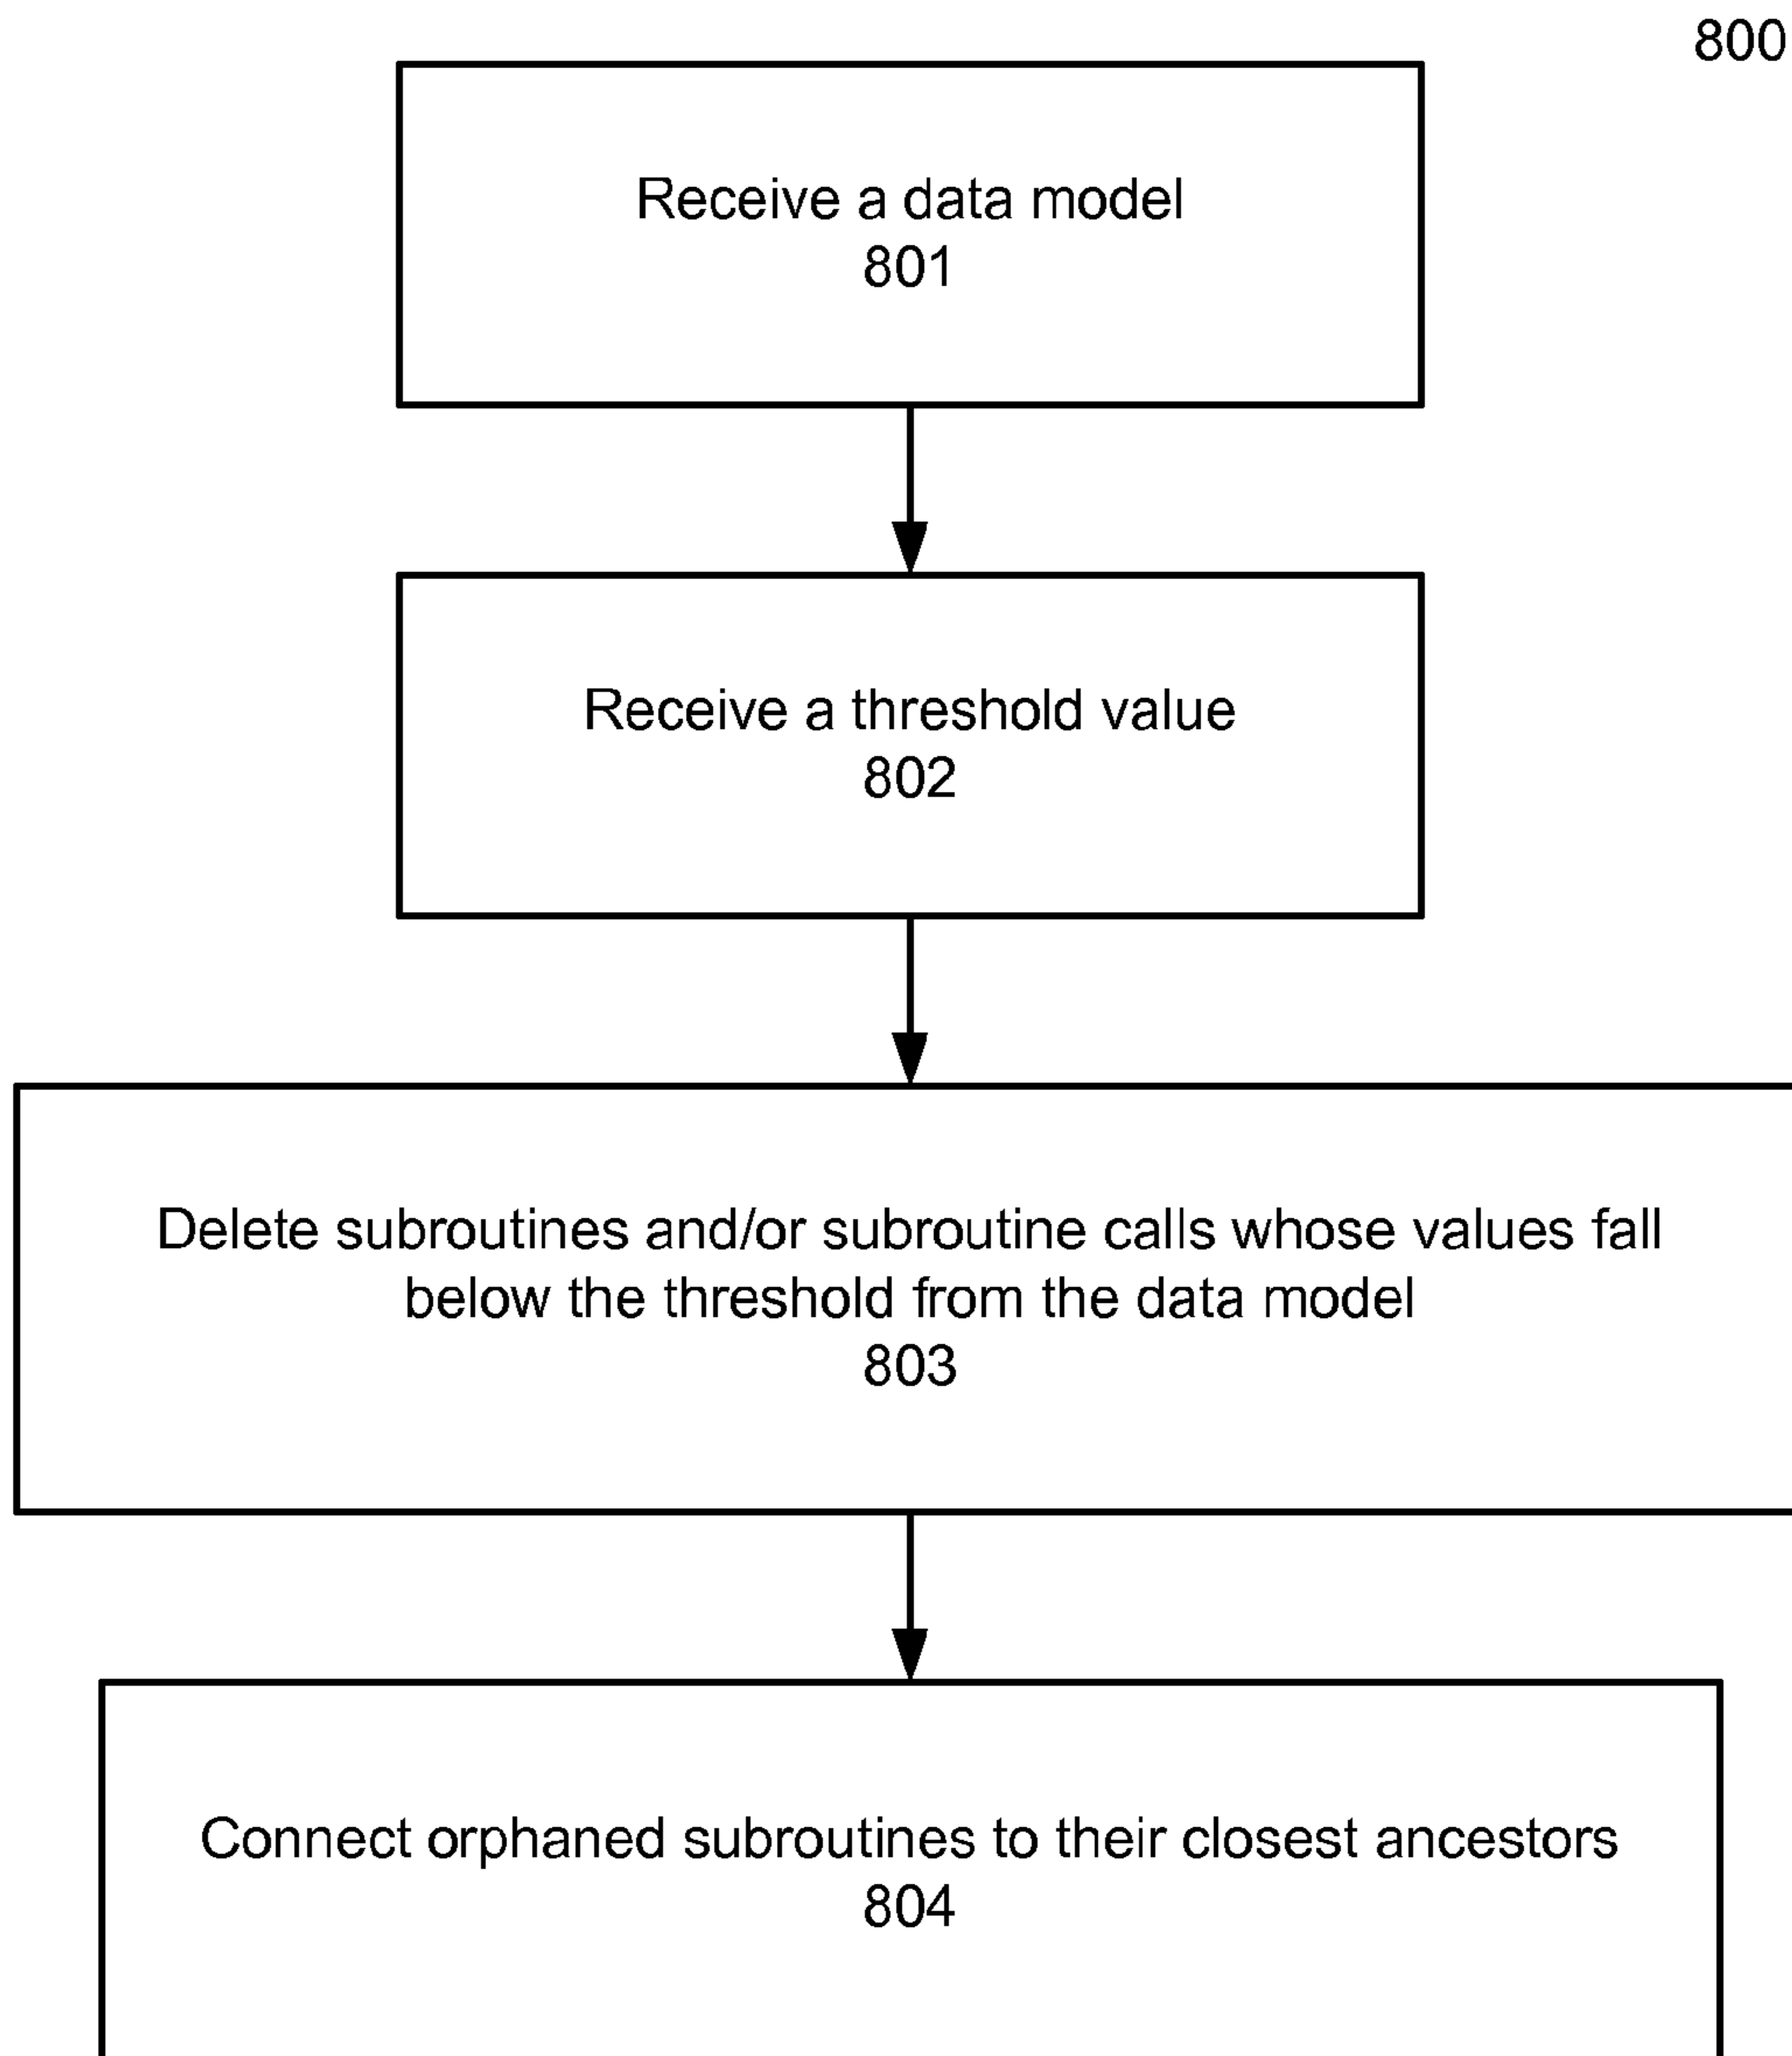 800
Receive a data model
801
Receive a threshold value
802
Delete subroutines and/or subroutine calls whose values fall
below the threshold from the data model
803
Connect orphaned subroutines to their closest ancestors
804